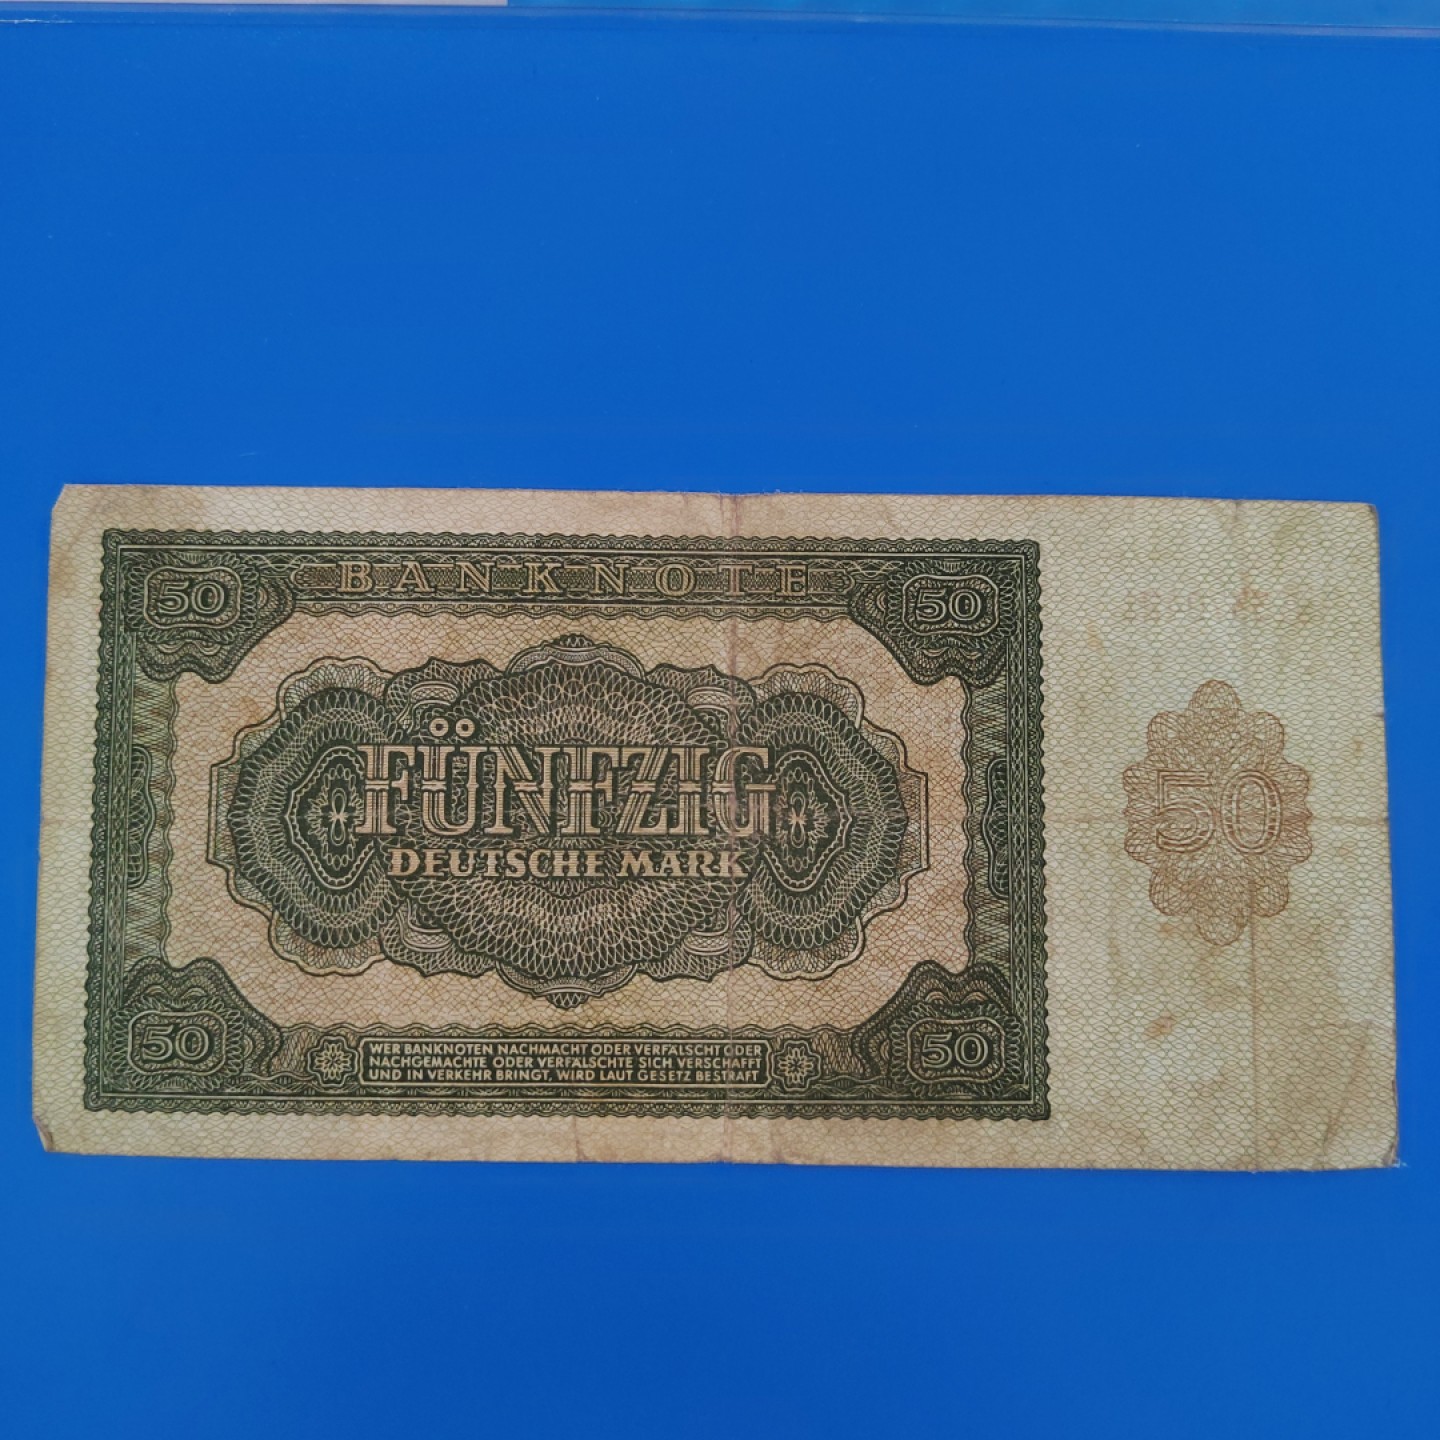 50 BANKNOTE 50
FÜNFZIG
DEUTSCHE MARK
50
50 WER BANKNOTEN NACHMACHT ODER VERFÄLSCHT ODER 50
NACHGEMACHTE ODER VERFÄLSCHTE SICH VERSCHAFFT
UND IN VERKEHR BRINGT, WIRD LAUT GESETZ BESTRAFT